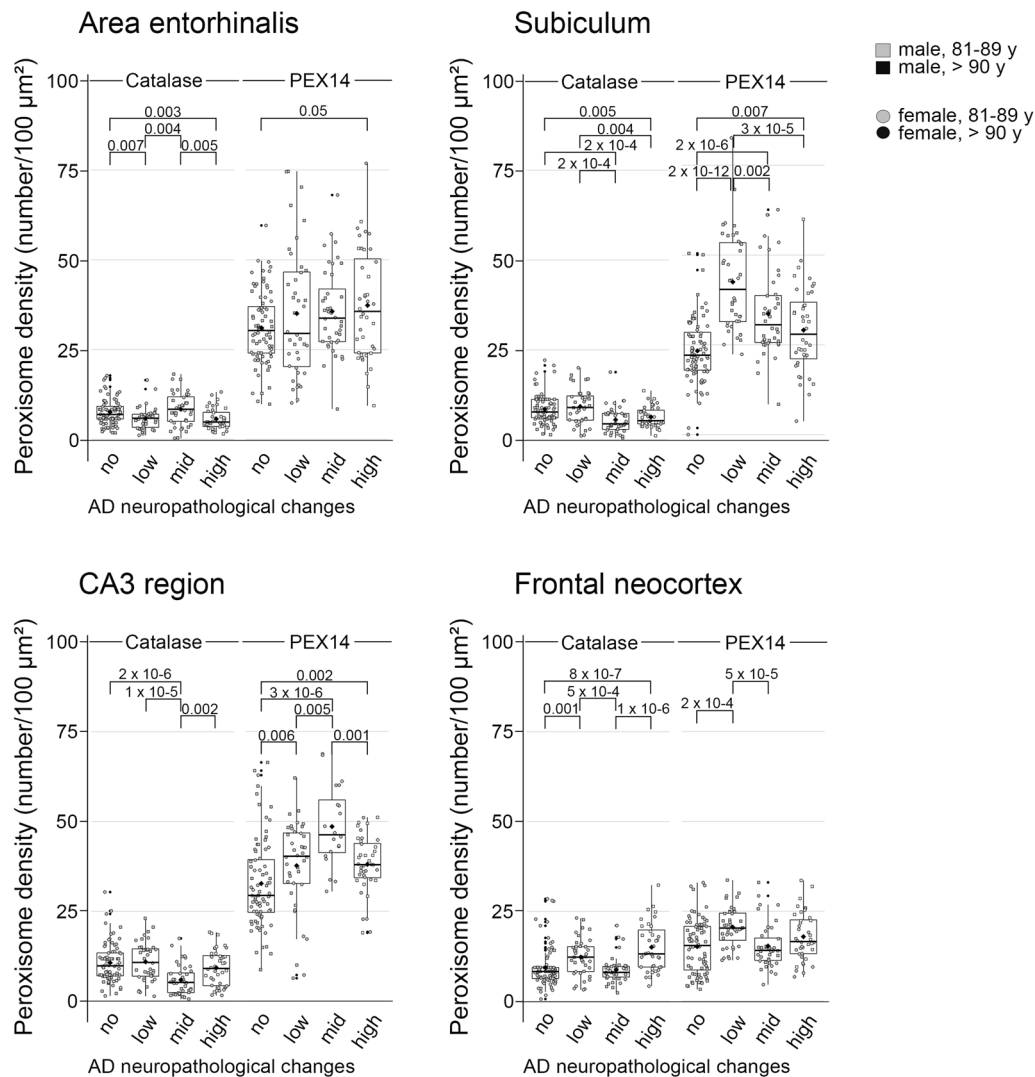 Area entorhinalis
Subiculum
male, 81-89 y
male, > 90 y
female, 81-89 y
female, > 90 y
Peroxisome density (number/100 µm²)
100
75
50
25
0
Catalase
PEX14
0.003
0.004
0.007
0.005
0.05
no
low
mid
high
no
low
mid
high
AD neuropathological changes
Peroxisome density (number/100 µm²)
100
75
50
25
0
Catalase
PEX14
0.005
0.004
2 x 10-4
2 x 10-4
0.007
3 x 10-5
2 x 10-6
2 x 10-12
0.002
no
low
mid
high
no
low
mid
high
AD neuropathological changes
CA3 region
Frontal neocortex
Peroxisome density (number/100 µm²)
100
75
50
25
0
Catalase
PEX14
2 x 10-6
1 x 10-5
0.002
0.002
3 x 10-6
0.005
0.006
0.001
no
low
mid
high
no
low
mid
high
AD neuropathological changes
Peroxisome density (number/100 µm²)
100
75
50
25
0
Catalase
PEX14
8 x 10-7
5 x 10-4
0.001
1 x 10-6
5 x 10-5
2 x 10-4
no
low
mid
high
no
low
mid
high
AD neuropathological changes